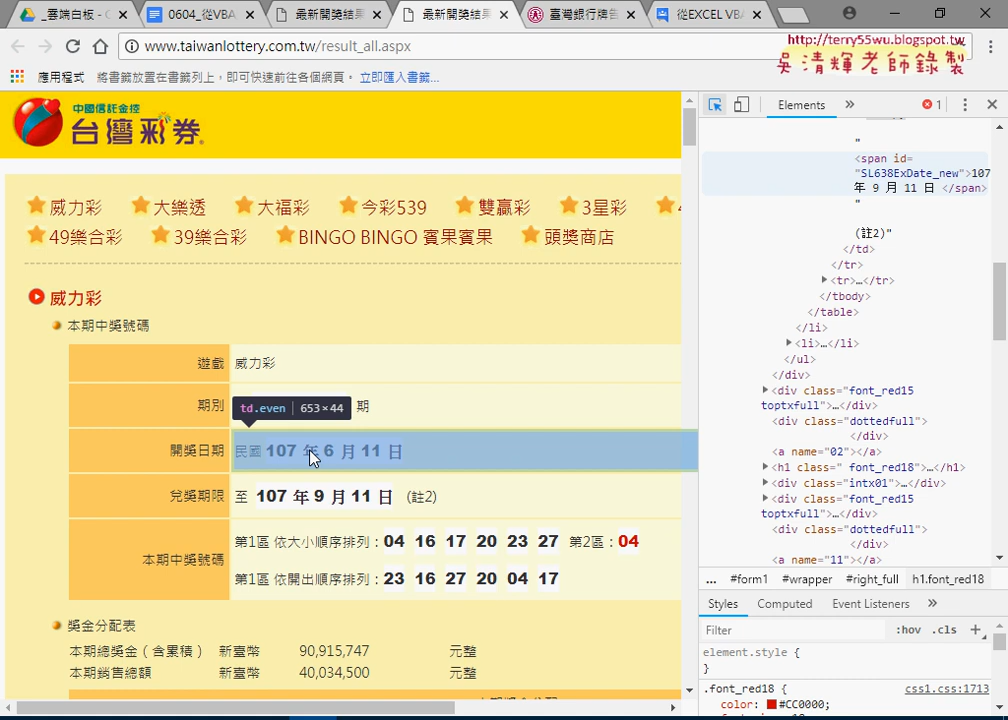 _雲端白板 - G
0604_從VBA
最新開獎結果
最新開獎結果
臺灣銀行牌告
從EXCEL VBA
www.taiwanlottery.com.tw/result_all.aspx
http://terry55wu.blogspot.tw
吳清輝老師錄製
應用程式 將書籤放置在書籤列上，即可快速前往各個網頁。 立即匯入書籤...
中國信託金控
台灣彩券
威力彩 大樂透 大福彩 今彩539 雙贏彩 3星彩
49樂合彩 39樂合彩 BINGO BINGO 賓果賓果 頭獎商店
威力彩
本期中獎號碼
遊戲 威力彩
期別 期
td.even 653×44
開獎日期 民國 107 年 6 月 11 日
兌獎期限 至 107 年 9 月 11 日 (註2)
本期中獎號碼 第1區 依大小順序排列： 04 16 17 20 23 27 第2區： 04
第1區 依開出順序排列： 23 16 27 20 04 17
獎金分配表
本期總獎金（含累積） 新臺幣 90,915,747 元整
本期銷售總額 新臺幣 40,034,500 元整
Elements » 1
"
<span id=
"SL638ExDate_new">107
年 9 月 11 日 </span>
"
(註2)"
</td>
</tr>
<tr>…</tr>
</tbody>
</table>
</li>
<li>…</li>
</ul>
</div>
<div class="font_red15
toptxfull">…</div>
<div class="dottedfull">
</div>
<a name="02"></a>
<h1 class=" font_red18">…</h1>
<div class="intx01">…</div>
<div class="font_red15
toptxfull">…</div>
<div class="dottedfull">
</div>
<a name="11"></a>
... #form1 #wrapper #right_full h1.font_red18
Styles Computed Event Listeners »
Filter :hov .cls +
element.style {
}
.font_red18 { css1.css:1713
color: #CC0000;